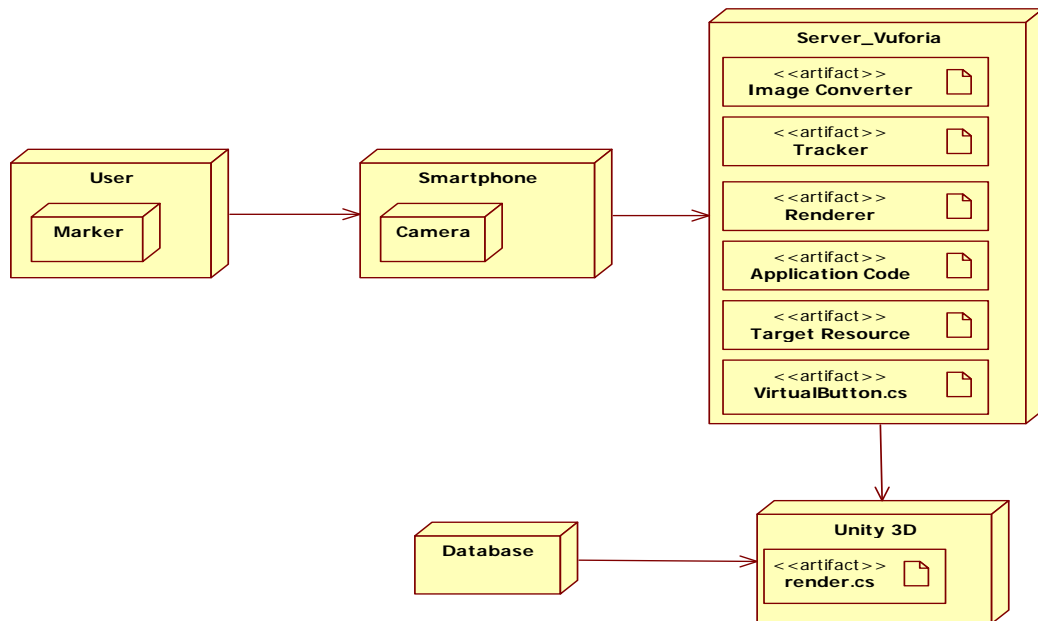 User
Marker
Smartphone
Camera
Server_Vuforia
<<artifact>>
Image Converter
<<artifact>>
Tracker
<<artifact>>
Renderer
<<artifact>>
Application Code
<<artifact>>
Target Resource
<<artifact>>
VirtualButton.cs
Database
Unity 3D
<<artifact>>
render.cs